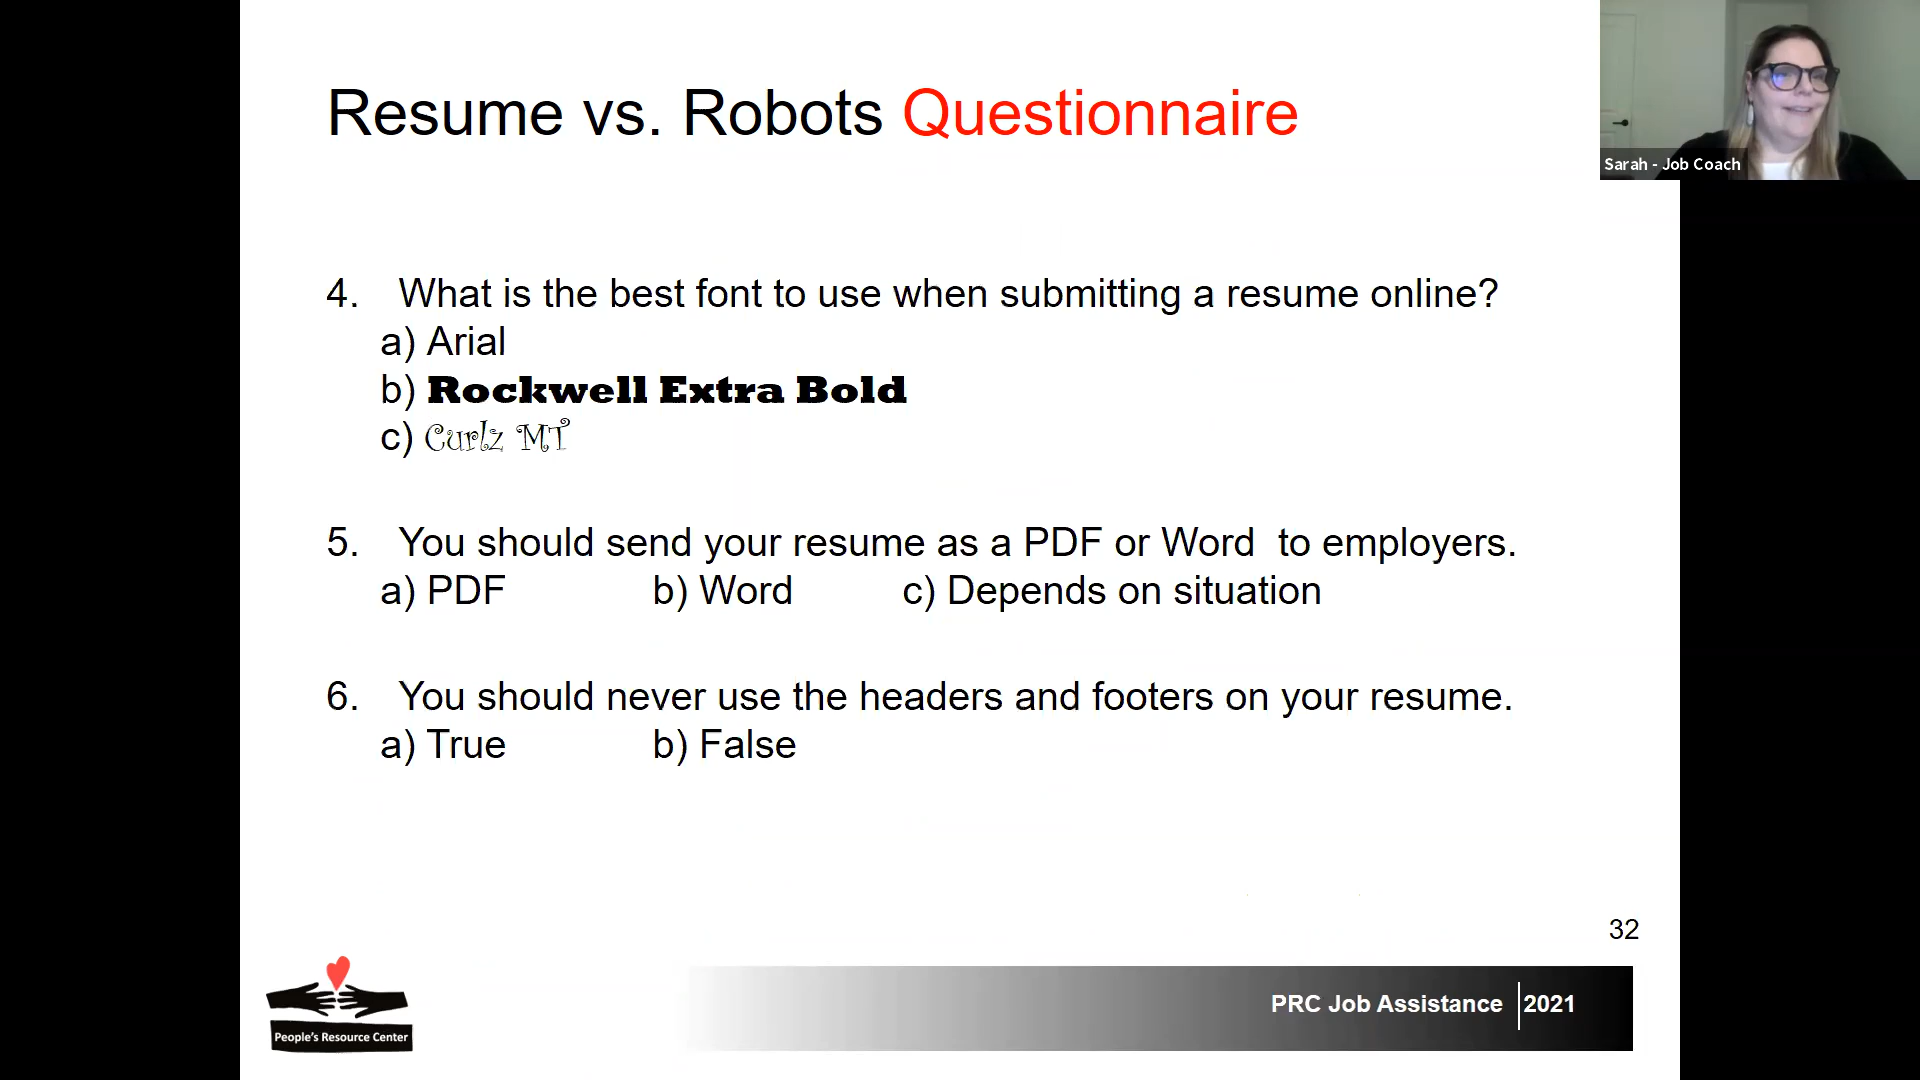 Resume vs. Robots Questionnaire
Sarah - Job Coach
4. What is the best font to use when submitting a resume online?
a) Arial
b) Rockwell Extra Bold
c) Curlz MT
5. You should send your resume as a PDF or Word  to employers.
a) PDF b) Word c) Depends on situation
6. You should never use the headers and footers on your resume.
a) True b) False
32
People's Resource Center
PRC Job Assistance 2021